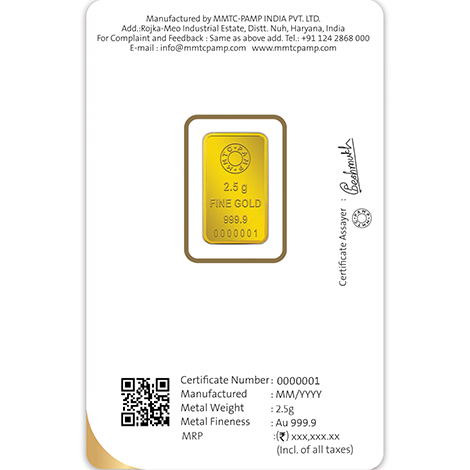 Manufactured by MMTC-PAMP INDIA PVT. LTD.
Add.:Rojka-Meo Industrial Estate, Distt. Nuh, Haryana, India
For Complaint and Feedback : Same as above add. Tel.: +91 124 2868 000
E-mail : info@mmtcpamp.com • www.mmtcpamp.com
MMTC-PAMP
2.5 g
FINE GOLD
999.9
0000001
Certificate Assayer :
Certificate Number : 0000001
Manufactured : MM/YYYY
Metal Weight : 2.5g
Metal Fineness : Au 999.9
MRP : (₹) xxx,xxx.xx
(Incl. of all taxes)